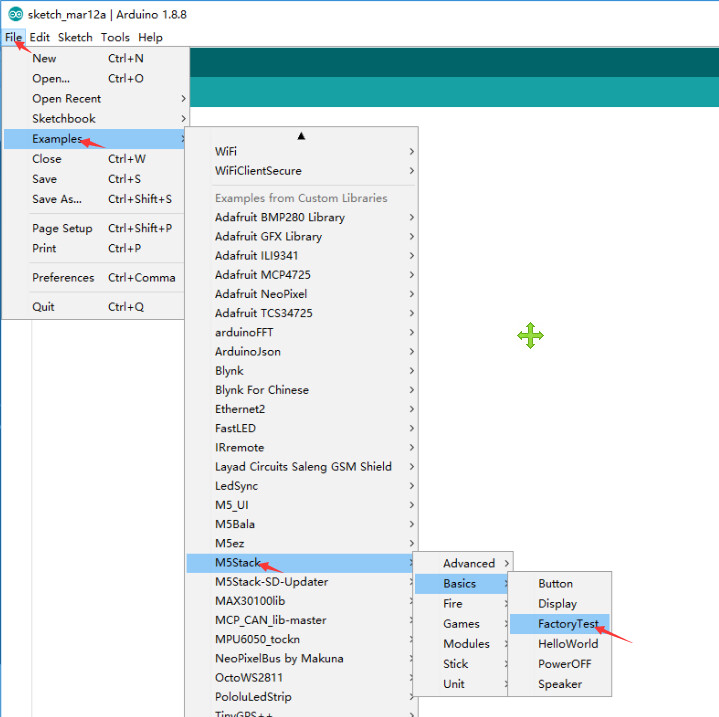 sketch_mar12a | Arduino 1.8.8
File Edit Sketch Tools Help
New Ctrl+N
Open... Ctrl+O
Open Recent
Sketchbook
Examples
Close Ctrl+W
Save Ctrl+S
Save As... Ctrl+Shift+S
Page Setup Ctrl+Shift+P
Print Ctrl+P
Preferences Ctrl+Comma
Quit Ctrl+Q
WiFi
WiFiClientSecure
Examples from Custom Libraries
Adafruit BMP280 Library
Adafruit GFX Library
Adafruit ILI9341
Adafruit MCP4725
Adafruit NeoPixel
Adafruit TCS34725
arduinoFFT
ArduinoJson
Blynk
Blynk For Chinese
Ethernet2
FastLED
IRremote
Layad Circuits Saleng GSM Shield
LedSync
M5_UI
M5Bala
M5ez
M5Stack
M5Stack-SD-Updater
MAX30100lib
MCP_CAN_lib-master
MPU6050_tockn
NeoPixelBus by Makuna
OctoWS2811
PololuLedStrip
TinyGPS++
Advanced
Basics
Fire
Games
Modules
Stick
Unit
Button
Display
FactoryTest
HelloWorld
PowerOFF
Speaker